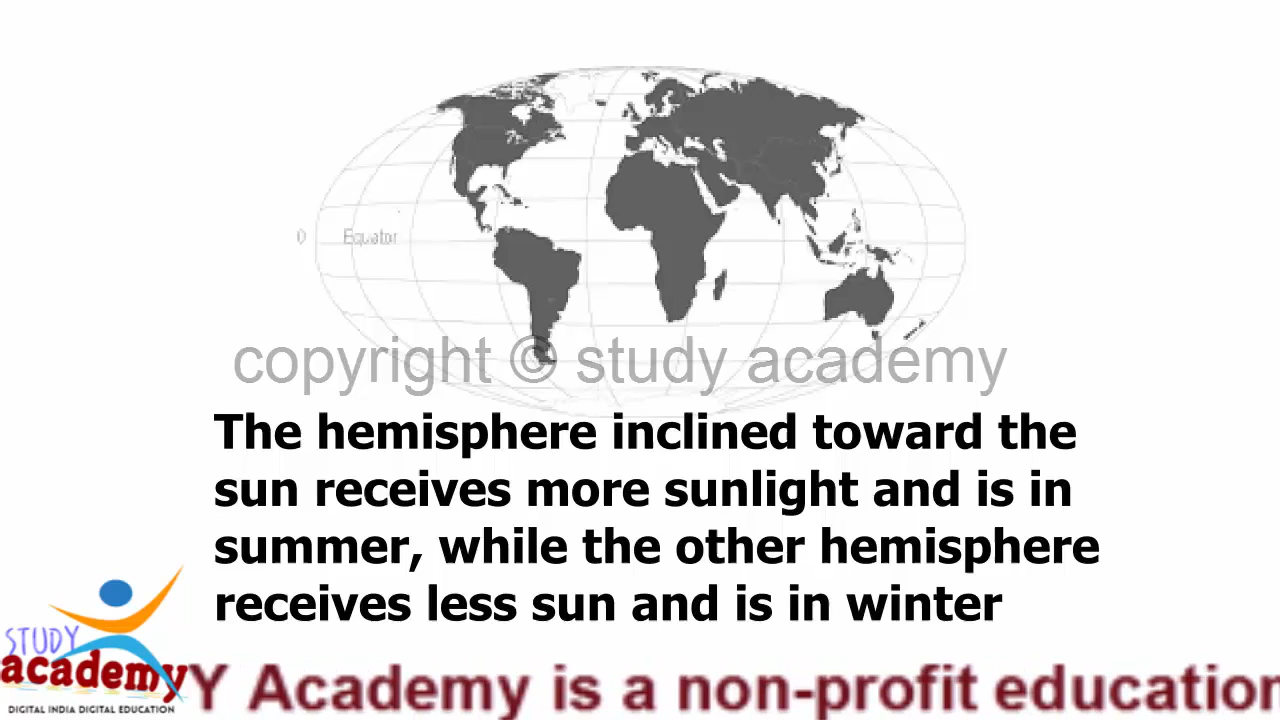 0 Equator
copyright © study academy
The hemisphere inclined toward the
sun receives more sunlight and is in
summer, while the other hemisphere
receives less sun and is in winter
STUDY
academy
DIGITAL INDIA DIGITAL EDUCATION
Y Academy is a non-profit education